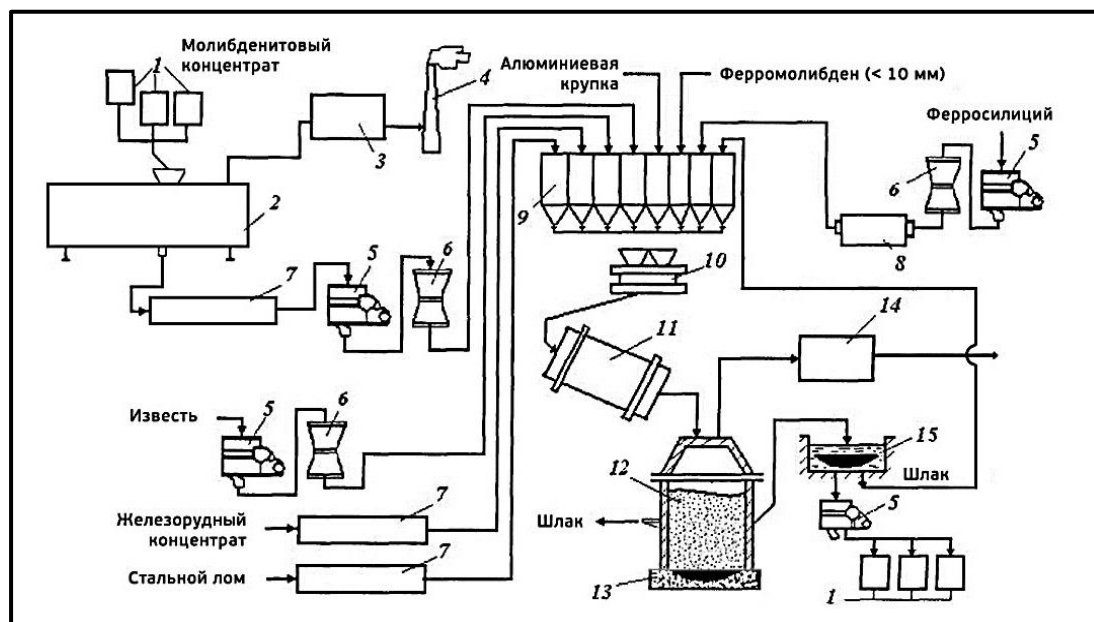 1
Молибденитовый
концентрат
2
3
4
Алюминиевая
крупка
Ферромолибден (< 10 мм)
Ферросилиций
5
6
8
9
10
7
5
6
11
14
Известь
5
6
12
15
Шлак
Железорудный
концентрат
7
Шлак
5
Стальной лом
7
13
1